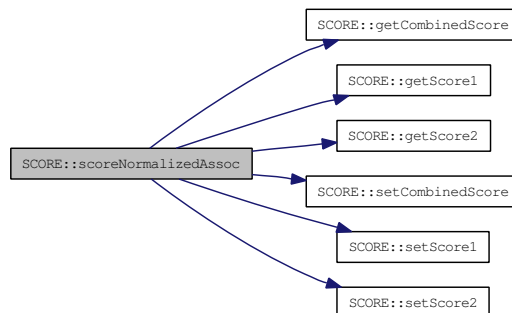 SCORE::getCombinedScore
SCORE::getScore1
SCORE::getScore2
SCORE::scoreNormalizedAssoc
SCORE::setCombinedScore
SCORE::setScore1
SCORE::setScore2